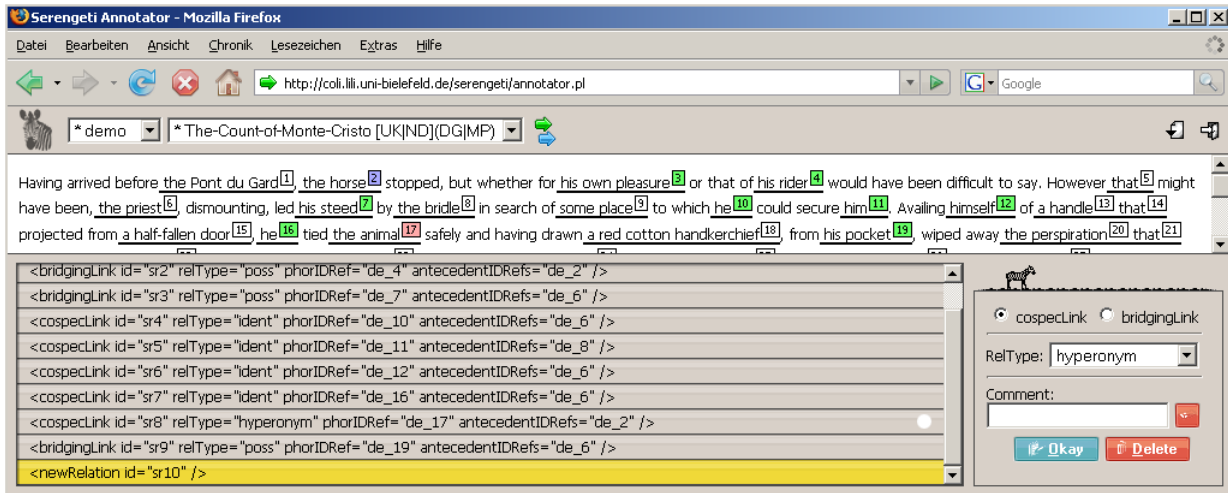 Serengeti Annotator - Mozilla Firefox
Datei Bearbeiten Ansicht Chronik Lesezeichen Extras Hilfe
http://coli.lili.uni-bielefeld.de/serengeti/annotator.pl G Google
* demo * The-Count-of-Monte-Cristo [UK|ND](DG|MP)
Having arrived before the Pont du Gard 1, the horse 2 stopped, but whether for his own pleasure 3 or that of his rider 4 would have been difficult to say. However that 5 might
have been, the priest 6, dismounting, led his steed 7 by the bridle 8 in search of some place 9 to which he 10 could secure him 11. Availing himself 12 of a handle 13 that 14
projected from a half-fallen door 15, he 16 tied the animal 17 safely and having drawn a red cotton handkerchief 18, from his pocket 19, wiped away the perspiration 20 that 21
<bridgingLink id="sr2" relType="poss" phorIDRef="de_4" antecedentIDRefs="de_2" />
<bridgingLink id="sr3" relType="poss" phorIDRef="de_7" antecedentIDRefs="de_6" />
<cospecLink id="sr4" relType="ident" phorIDRef="de_10" antecedentIDRefs="de_6" />
<cospecLink id="sr5" relType="ident" phorIDRef="de_11" antecedentIDRefs="de_8" />
<cospecLink id="sr6" relType="ident" phorIDRef="de_12" antecedentIDRefs="de_6" />
<cospecLink id="sr7" relType="ident" phorIDRef="de_16" antecedentIDRefs="de_6" />
<cospecLink id="sr8" relType="hyperonym" phorIDRef="de_17" antecedentIDRefs="de_2" />
<bridgingLink id="sr9" relType="poss" phorIDRef="de_19" antecedentIDRefs="de_6" />
<newRelation id="sr10" />
cospecLink bridgingLink
RelType: hyperonym
Comment:
Okay Delete